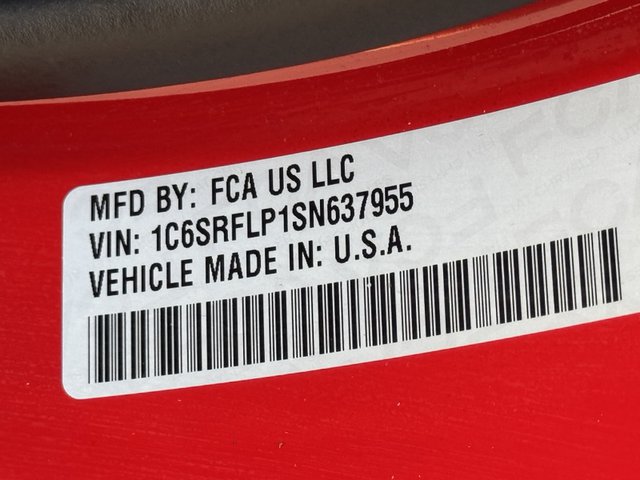 MFD BY: FCA US LLC
VIN: 1C6SRFLP1SN637955
VEHICLE MADE IN: U.S.A.